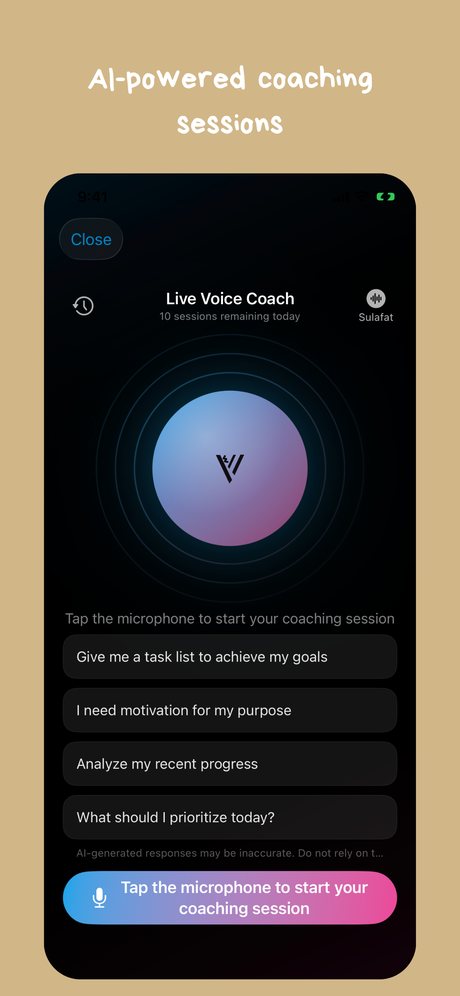 AI-powered coaching
sessions
9:41
Close
Live Voice Coach
10 sessions remaining today
Sulafat
Tap the microphone to start your coaching session
Give me a task list to achieve my goals
I need motivation for my purpose
Analyze my recent progress
What should I prioritize today?
AI-generated responses may be inaccurate. Do not rely on t...
Tap the microphone to start your
coaching session